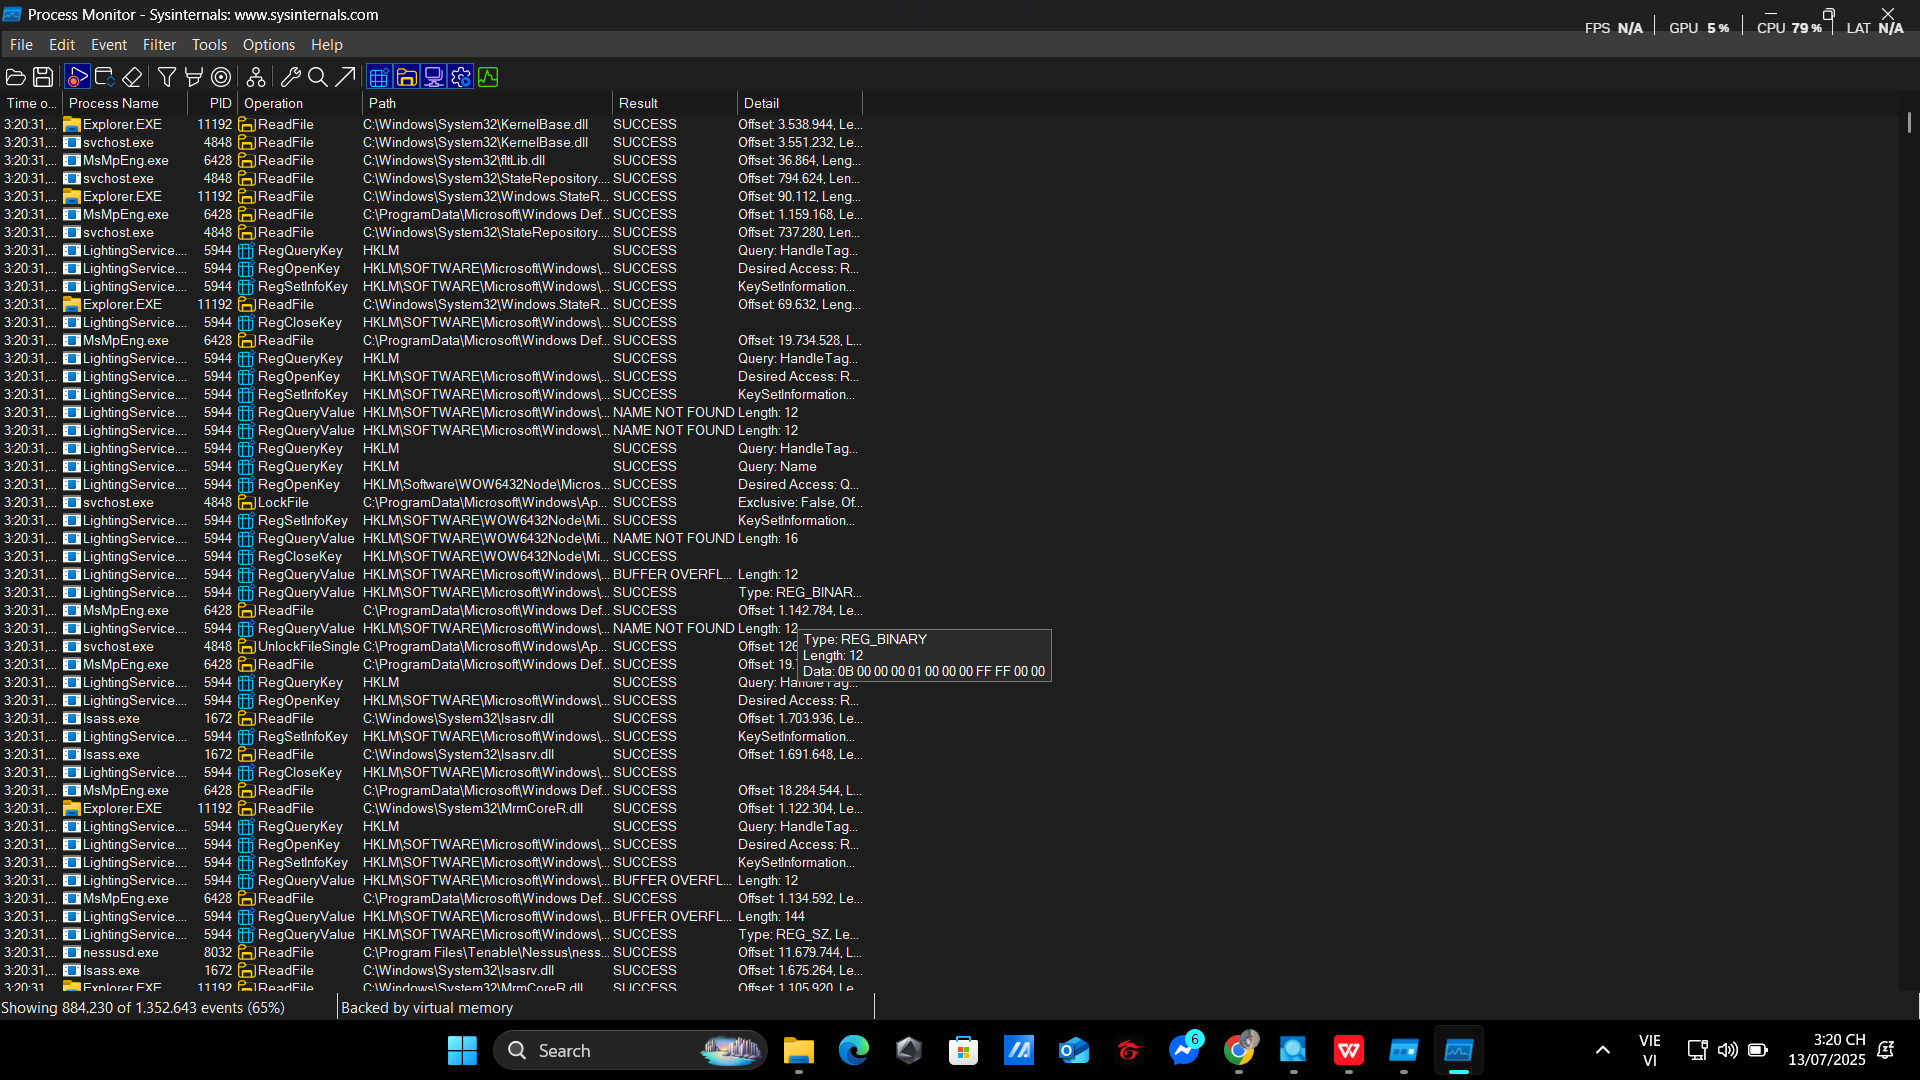 Process Monitor - Sysinternals: www.sysinternals.com
FPS N/A GPU 5 % CPU 79 % LAT N/A
File Edit Event Filter Tools Options Help
Time o... Process Name PID Operation Path Result Detail
3:20:31,... Explorer.EXE 11192 ReadFile C:\Windows\System32\KernelBase.dll SUCCESS Offset: 3.538.944, Le...
3:20:31,... svchost.exe 4848 ReadFile C:\Windows\System32\KernelBase.dll SUCCESS Offset: 3.551.232, Le...
3:20:31,... MsMpEng.exe 6428 ReadFile C:\Windows\System32\fltLib.dll SUCCESS Offset: 36.864, Leng...
3:20:31,... svchost.exe 4848 ReadFile C:\Windows\System32\StateRepository.... SUCCESS Offset: 794.624, Len...
3:20:31,... Explorer.EXE 11192 ReadFile C:\Windows\System32\Windows.StateR... SUCCESS Offset: 90.112, Leng...
3:20:31,... MsMpEng.exe 6428 ReadFile C:\ProgramData\Microsoft\Windows Def... SUCCESS Offset: 1.159.168, Le...
3:20:31,... svchost.exe 4848 ReadFile C:\Windows\System32\StateRepository.... SUCCESS Offset: 737.280, Len...
3:20:31,... LightingService.... 5944 RegQueryKey HKLM SUCCESS Query: HandleTag...
3:20:31,... LightingService.... 5944 RegOpenKey HKLM\SOFTWARE\Microsoft\Windows\... SUCCESS Desired Access: R...
3:20:31,... LightingService.... 5944 RegSetInfoKey HKLM\SOFTWARE\Microsoft\Windows\... SUCCESS KeySetInformation...
3:20:31,... Explorer.EXE 11192 ReadFile C:\Windows\System32\Windows.StateR... SUCCESS Offset: 69.632, Leng...
3:20:31,... LightingService.... 5944 RegCloseKey HKLM\SOFTWARE\Microsoft\Windows\... SUCCESS
3:20:31,... MsMpEng.exe 6428 ReadFile C:\ProgramData\Microsoft\Windows Def... SUCCESS Offset: 19.734.528, L...
3:20:31,... LightingService.... 5944 RegQueryKey HKLM SUCCESS Query: HandleTag...
3:20:31,... LightingService.... 5944 RegOpenKey HKLM\SOFTWARE\Microsoft\Windows\... SUCCESS Desired Access: R...
3:20:31,... LightingService.... 5944 RegSetInfoKey HKLM\SOFTWARE\Microsoft\Windows\... SUCCESS KeySetInformation...
3:20:31,... LightingService.... 5944 RegQueryValue HKLM\SOFTWARE\Microsoft\Windows\... NAME NOT FOUND Length: 12
3:20:31,... LightingService.... 5944 RegQueryValue HKLM\SOFTWARE\Microsoft\Windows\... NAME NOT FOUND Length: 12
3:20:31,... LightingService.... 5944 RegQueryKey HKLM SUCCESS Query: HandleTag...
3:20:31,... LightingService.... 5944 RegQueryKey HKLM SUCCESS Query: Name
3:20:31,... LightingService.... 5944 RegOpenKey HKLM\Software\WOW6432Node\Micros... SUCCESS Desired Access: Q...
3:20:31,... svchost.exe 4848 LockFile C:\ProgramData\Microsoft\Windows\Ap... SUCCESS Exclusive: False, Of...
3:20:31,... LightingService.... 5944 RegSetInfoKey HKLM\SOFTWARE\WOW6432Node\Mi... SUCCESS KeySetInformation...
3:20:31,... LightingService.... 5944 RegQueryValue HKLM\SOFTWARE\WOW6432Node\Mi... NAME NOT FOUND Length: 16
3:20:31,... LightingService.... 5944 RegCloseKey HKLM\SOFTWARE\WOW6432Node\Mi... SUCCESS
3:20:31,... LightingService.... 5944 RegQueryValue HKLM\SOFTWARE\Microsoft\Windows\... BUFFER OVERFL... Length: 12
3:20:31,... LightingService.... 5944 RegQueryValue HKLM\SOFTWARE\Microsoft\Windows\... SUCCESS Type: REG_BINAR...
3:20:31,... MsMpEng.exe 6428 ReadFile C:\ProgramData\Microsoft\Windows Def... SUCCESS Offset: 1.142.784, Le...
3:20:31,... LightingService.... 5944 RegQueryValue HKLM\SOFTWARE\Microsoft\Windows\... NAME NOT FOUND Length: 12
Type: REG_BINARY
Length: 12
Data: 0B 00 00 00 01 00 00 00 FF FF 00 00
3:20:31,... svchost.exe 4848 UnlockFileSingle C:\ProgramData\Microsoft\Windows\Ap... SUCCESS Offset: 126
3:20:31,... MsMpEng.exe 6428 ReadFile C:\ProgramData\Microsoft\Windows Def... SUCCESS Offset: 19.
3:20:31,... LightingService.... 5944 RegQueryKey HKLM SUCCESS Query: HandleTag...
3:20:31,... LightingService.... 5944 RegOpenKey HKLM\SOFTWARE\Microsoft\Windows\... SUCCESS Desired Access: R...
3:20:31,... lsass.exe 1672 ReadFile C:\Windows\System32\lsasrv.dll SUCCESS Offset: 1.703.936, Le...
3:20:31,... LightingService.... 5944 RegSetInfoKey HKLM\SOFTWARE\Microsoft\Windows\... SUCCESS KeySetInformation...
3:20:31,... lsass.exe 1672 ReadFile C:\Windows\System32\lsasrv.dll SUCCESS Offset: 1.691.648, Le...
3:20:31,... LightingService.... 5944 RegCloseKey HKLM\SOFTWARE\Microsoft\Windows\... SUCCESS
3:20:31,... MsMpEng.exe 6428 ReadFile C:\ProgramData\Microsoft\Windows Def... SUCCESS Offset: 18.284.544, L...
3:20:31,... Explorer.EXE 11192 ReadFile C:\Windows\System32\MrmCoreR.dll SUCCESS Offset: 1.122.304, Le...
3:20:31,... LightingService.... 5944 RegQueryKey HKLM SUCCESS Query: HandleTag...
3:20:31,... LightingService.... 5944 RegOpenKey HKLM\SOFTWARE\Microsoft\Windows\... SUCCESS Desired Access: R...
3:20:31,... LightingService.... 5944 RegSetInfoKey HKLM\SOFTWARE\Microsoft\Windows\... SUCCESS KeySetInformation...
3:20:31,... LightingService.... 5944 RegQueryValue HKLM\SOFTWARE\Microsoft\Windows\... BUFFER OVERFL... Length: 12
3:20:31,... MsMpEng.exe 6428 ReadFile C:\ProgramData\Microsoft\Windows Def... SUCCESS Offset: 1.134.592, Le...
3:20:31,... LightingService.... 5944 RegQueryValue HKLM\SOFTWARE\Microsoft\Windows\... BUFFER OVERFL... Length: 144
3:20:31,... LightingService.... 5944 RegQueryValue HKLM\SOFTWARE\Microsoft\Windows\... SUCCESS Type: REG_SZ, Le...
3:20:31,... nessusd.exe 8032 ReadFile C:\Program Files\Tenable\Nessus\ness... SUCCESS Offset: 11.679.744, L...
3:20:31,... lsass.exe 1672 ReadFile C:\Windows\System32\lsasrv.dll SUCCESS Offset: 1.675.264, Le...
3:20:31,... Explorer.EXE 11192 ReadFile C:\Windows\System32\MrmCoreR.dll SUCCESS Offset: 1.105.920, Le...
Showing 884.230 of 1.352.643 events (65%) Backed by virtual memory
Search
6
VIE
VI
3:20 CH
13/07/2025